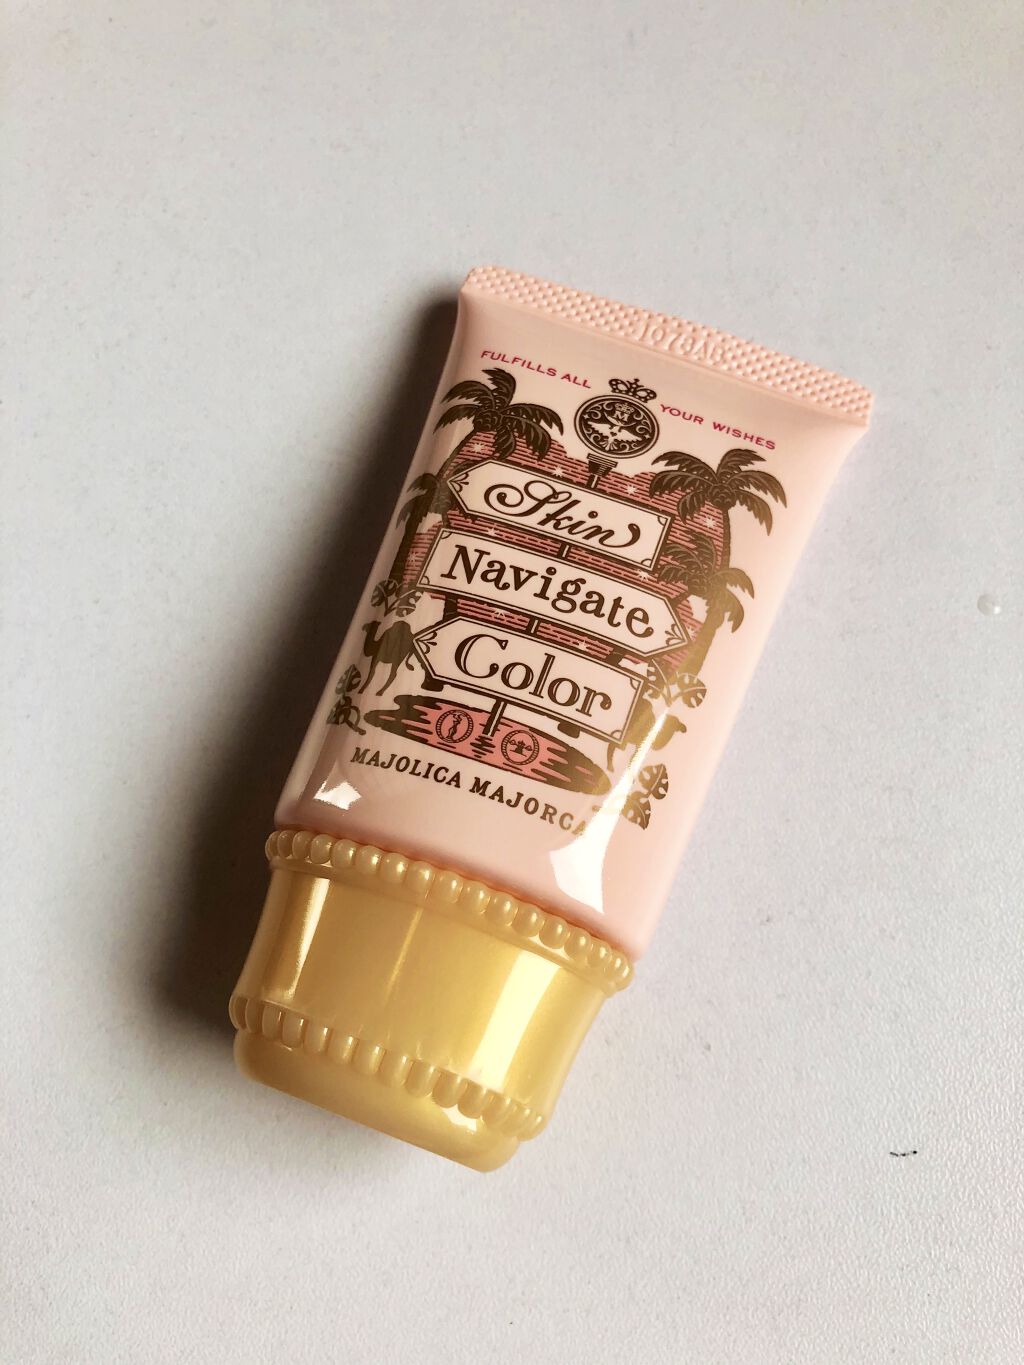 FULFILLS ALL YOUR WISHES
M
Skin
Navigate
Color
MAJOLICA MAJORCA